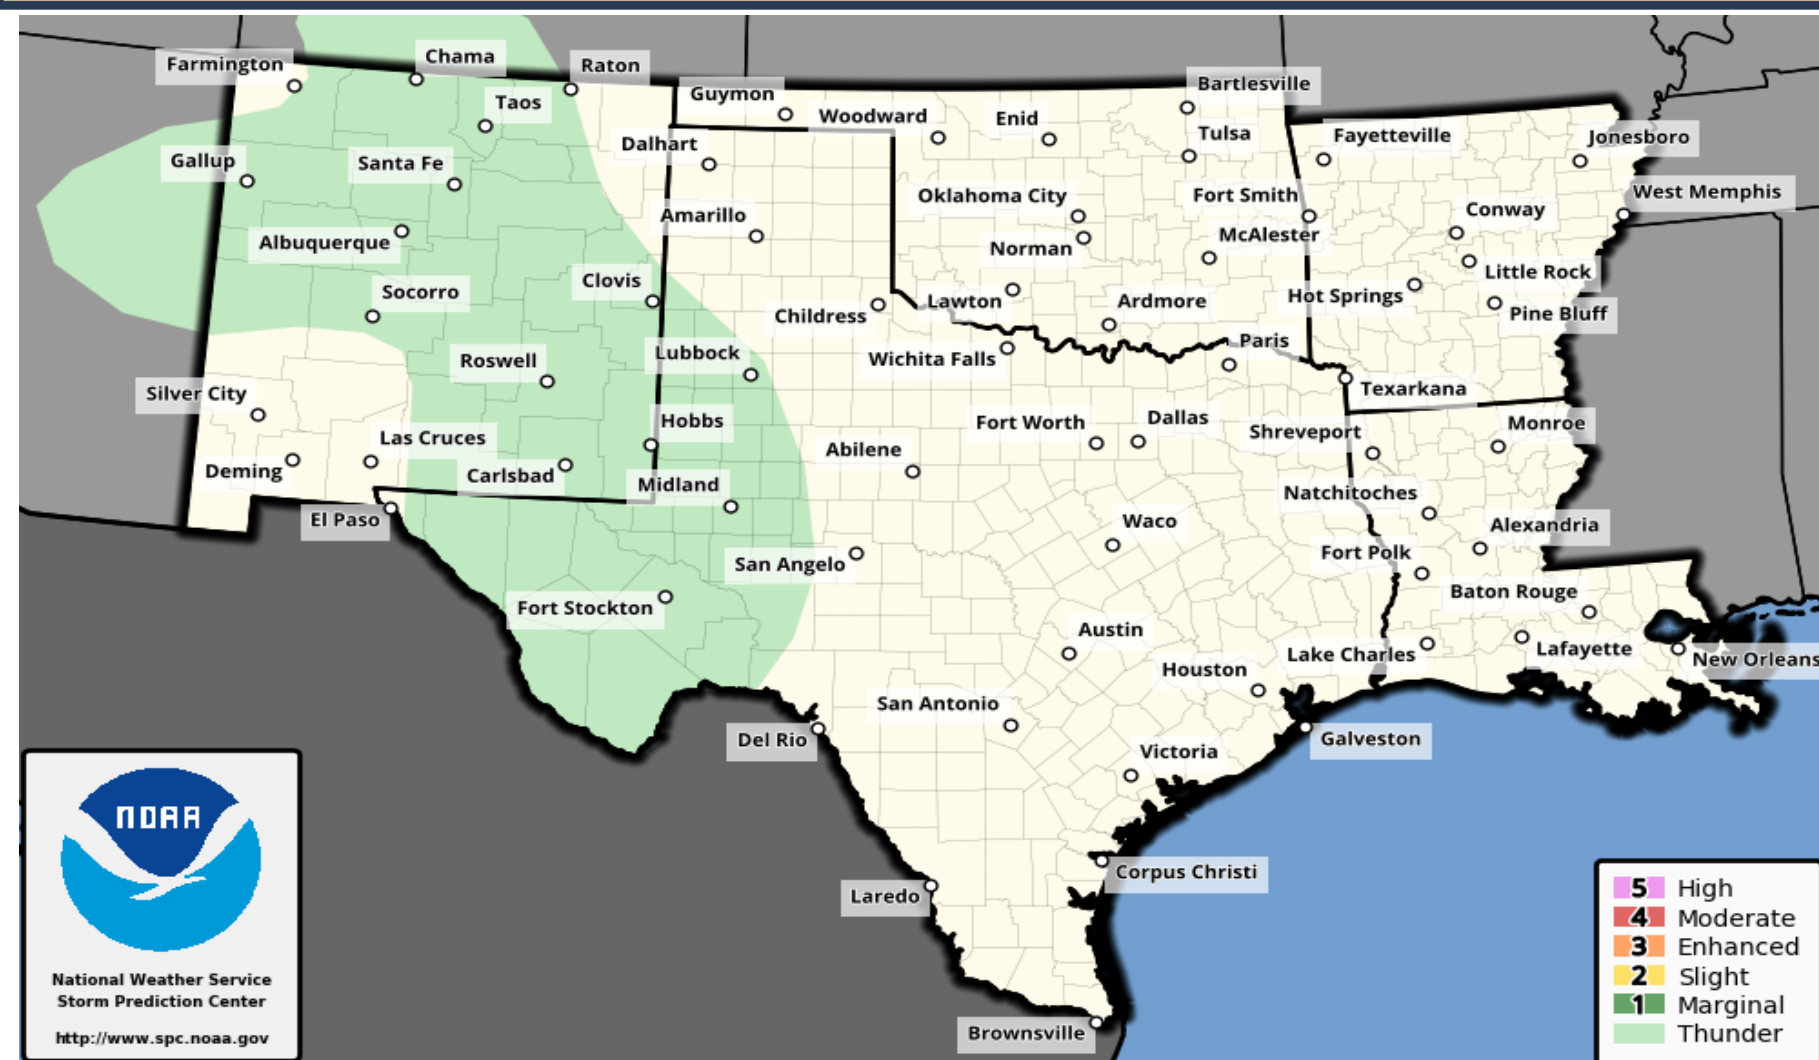 Farmington
Chama
Raton
Taos
Guymon
Woodward
Enid
Bartlesville
Tulsa
Fayetteville
Jonesboro
Dalhart
Gallup
Santa Fe
Oklahoma City
Fort Smith
West Memphis
Conway
Amarillo
Albuquerque
Norman
McAlester
Little Rock
Clovis
Socorro
Lawton
Ardmore
Hot Springs
Pine Bluff
Childress
Paris
Roswell
Lubbock
Wichita Falls
Texarkana
Silver City
Hobbs
Fort Worth
Dallas
Shreveport
Monroe
Las Cruces
Abilene
Deming
Carlsbad
Midland
Natchitoches
El Paso
Waco
Alexandria
San Angelo
Fort Polk
Baton Rouge
Fort Stockton
Austin
Lake Charles
Lafayette
New Orleans
Houston
San Antonio
Del Rio
Galveston
Victoria
Corpus Christi
Laredo
Brownsville
NOAA
National Weather Service
Storm Prediction Center
http://www.spc.noaa.gov
5 High
4 Moderate
3 Enhanced
2 Slight
1 Marginal
Thunder